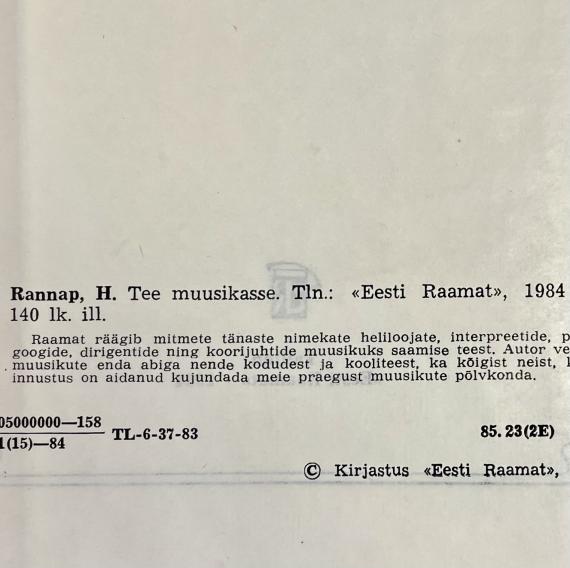 Rannap, H. Tee muusikasse. Tln.: «Eesti Raamat», 1984
140 lk. ill.
Raamat räägib mitmete tänaste nimekate heliloojate, interpreetide, p
googide, dirigentide ning koorijuhtide muusikuks saamise teest. Autor ve
muusikute enda abiga nende kodudest ja kooliteest, ka kõigist neist,
innustus on aidanud kujundada meie praegust muusikute põlvkonda.
05000000—158
1(15)—84
TL-6-37-83
85.23(2E)
© Kirjastus «Eesti Raamat»,